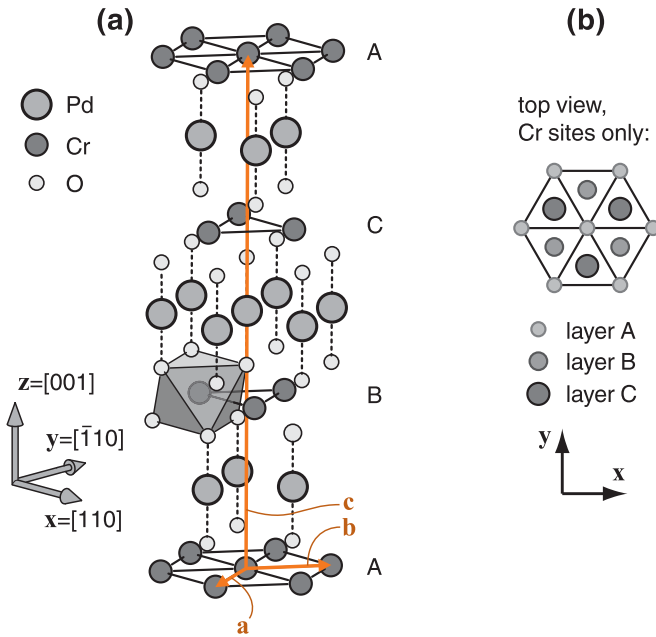 (a)
A
Pd
Cr
O
C
B
z=[001]
y=[1̄10]
x=[110]
c
b
A
a
(b)
top view,
Cr sites only:
layer A
layer B
layer C
y
x